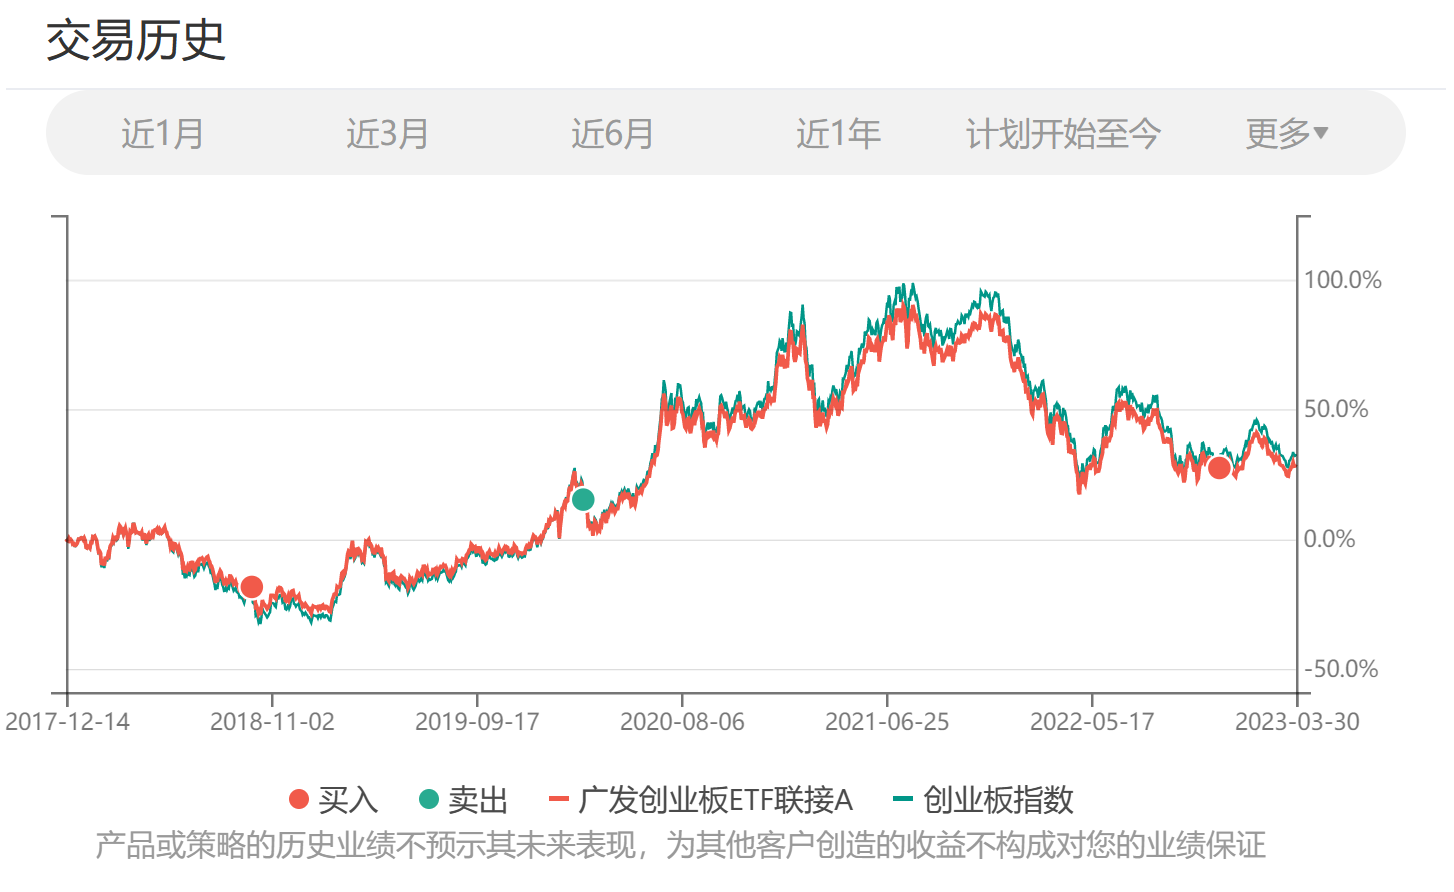 交易历史
近1月 近3月 近6月 近1年 计划开始至今 更多▾
100.0%
50.0%
0.0%
-50.0%
2017-12-14 2018-11-02 2019-09-17 2020-08-06 2021-06-25 2022-05-17 2023-03-30
买入 卖出 广发创业板ETF联接A 创业板指数
产品或策略的历史业绩不预示其未来表现，为其他客户创造的收益不构成对您的业绩保证